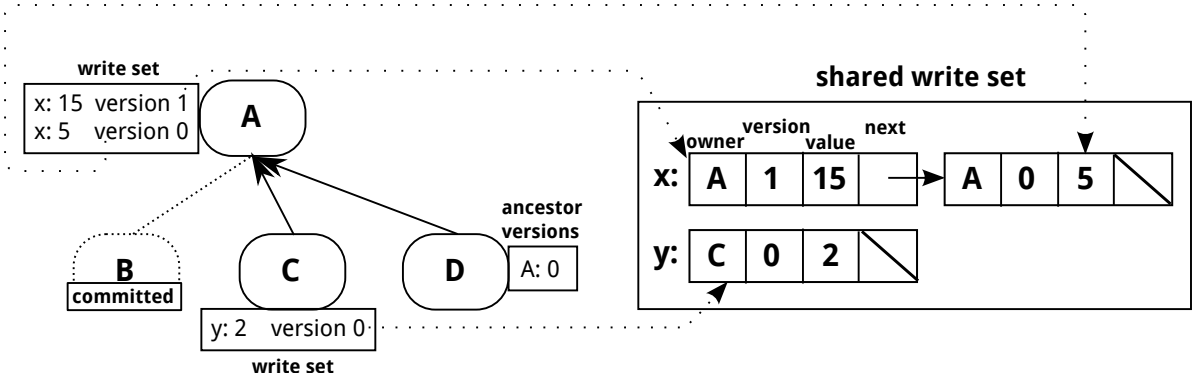 write set
x: 15 version 1
x: 5 version 0
A
B
committed
C
y: 2 version 0
write set
D
ancestor
versions
A: 0
shared write set
owner version value next
x: A 1 15 A 0 5
y: C 0 2